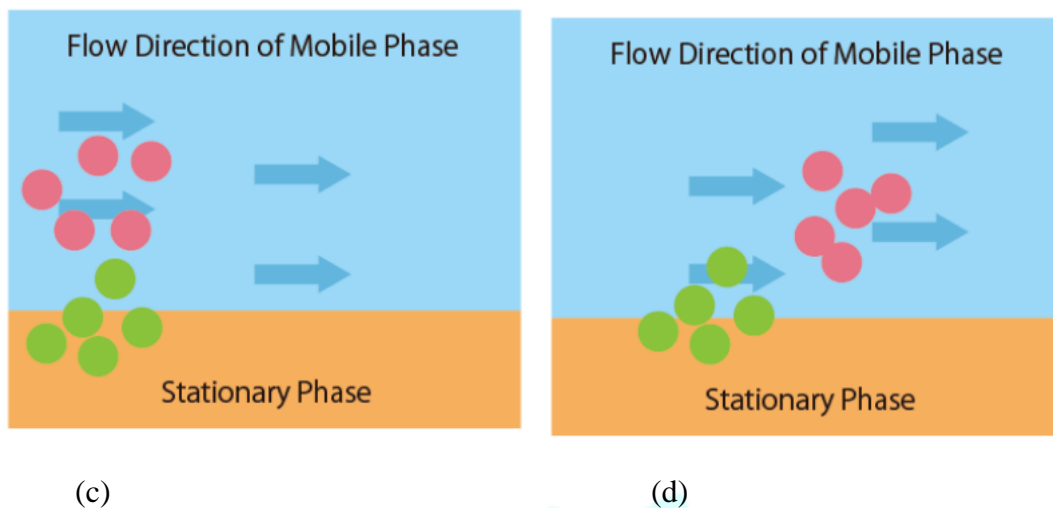 Flow Direction of Mobile Phase
Stationary Phase
Flow Direction of Mobile Phase
Stationary Phase
(c)
(d)